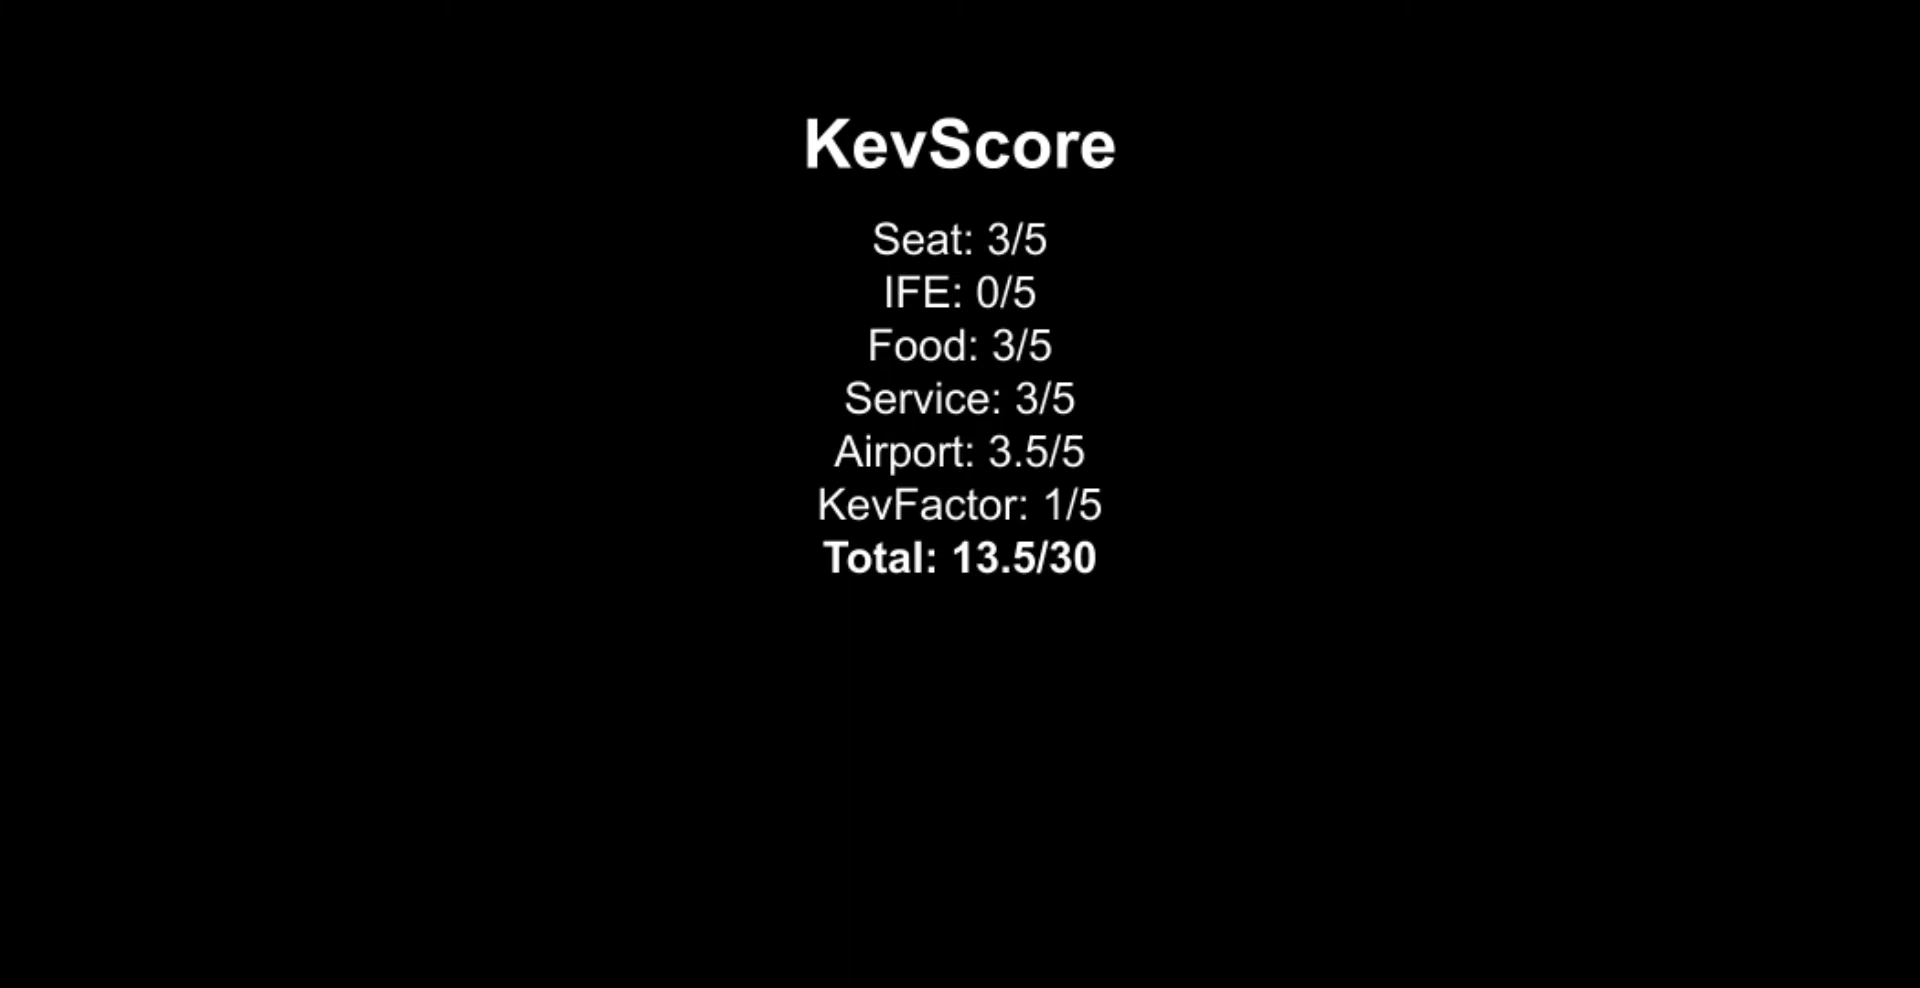 KevScore
Seat: 3/5
IFE: 0/5
Food: 3/5
Service: 3/5
Airport: 3.5/5
KevFactor: 1/5
Total: 13.5/30